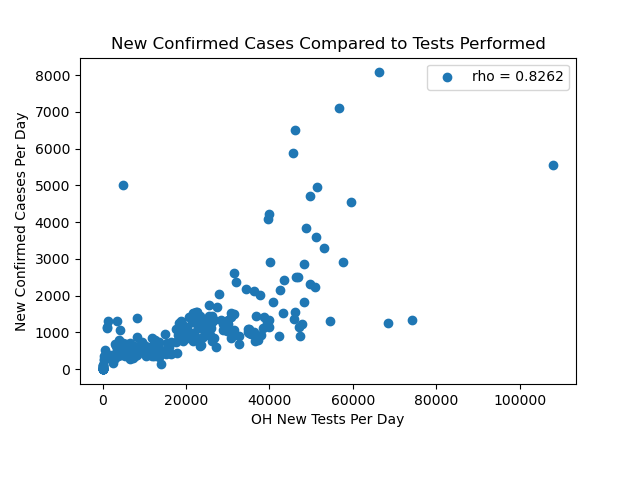 New Confirmed Cases Compared to Tests Performed
rho = 0.8262
New Confirmed Caeses Per Day
8000
7000
6000
5000
4000
3000
2000
1000
0
0 20000 40000 60000 80000 100000
OH New Tests Per Day